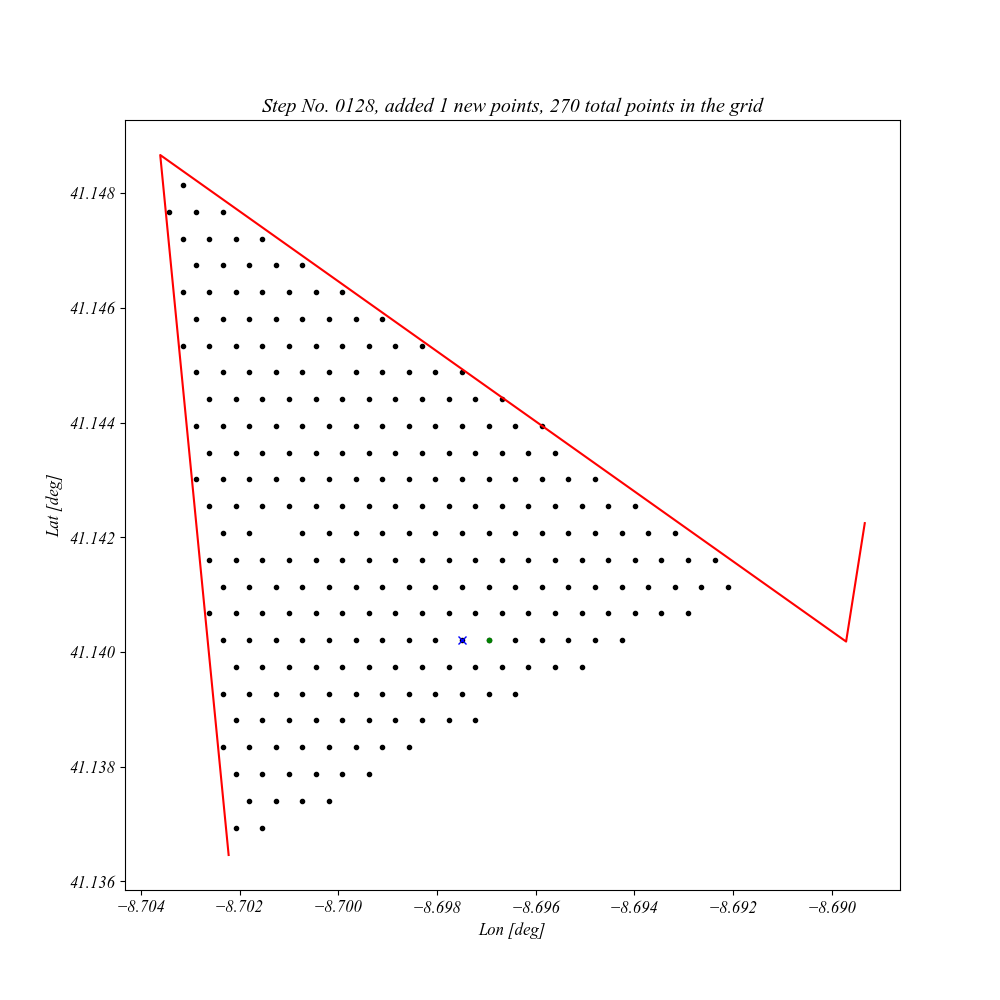 Step No. 0128, added 1 new points, 270 total points in the grid
41.148
41.146
41.144
41.142
41.140
41.138
41.136
Lat [deg]
−8.704 −8.702 −8.700 −8.698 −8.696 −8.694 −8.692 −8.690
Lon [deg]